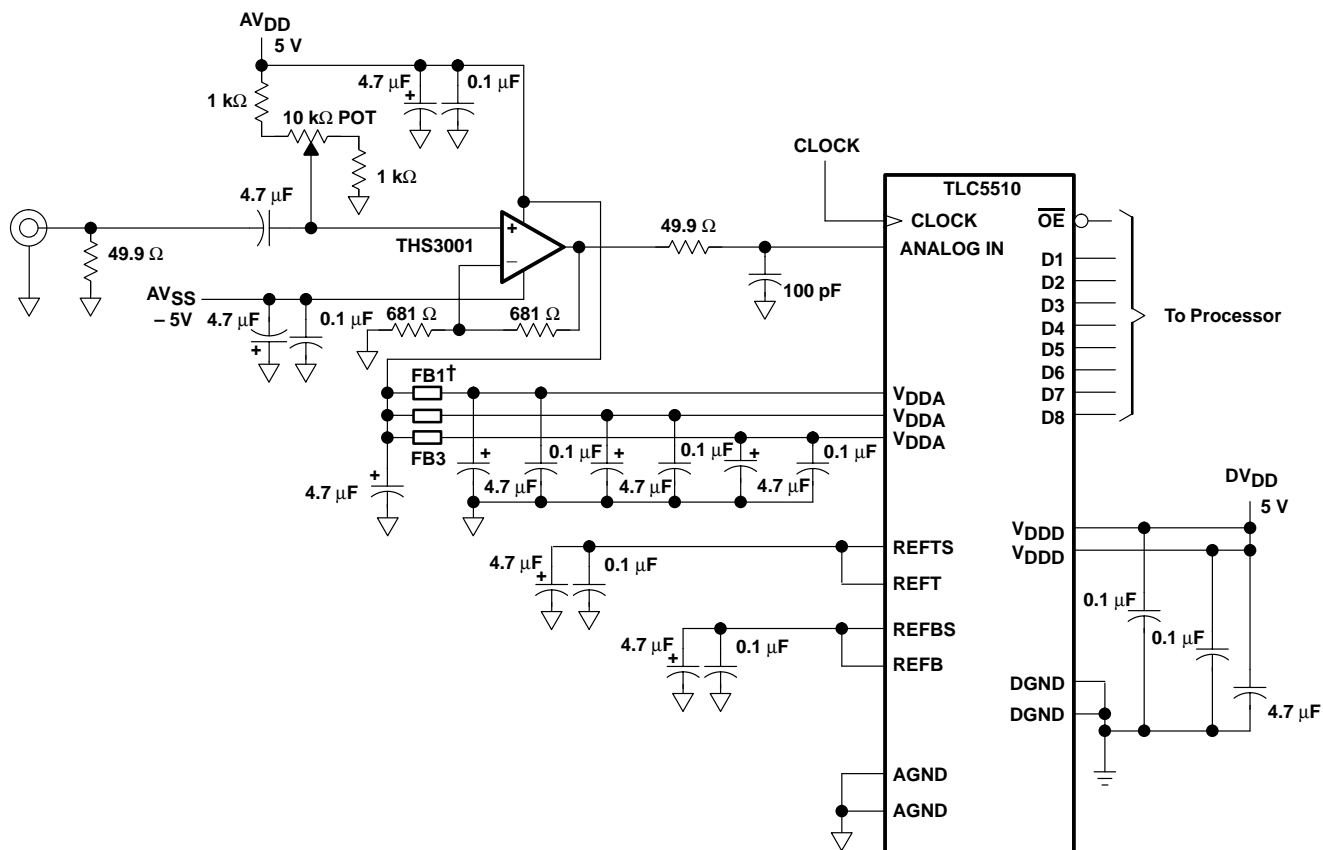 AVDD
5 V
4.7 µF
0.1 µF
1 kΩ
10 kΩ POT
1 kΩ
4.7 µF
49.9 Ω
THS3001
+
–
49.9 Ω
100 pF
AVSS
– 5V
4.7 µF
+
0.1 µF
681 Ω
681 Ω
+
CLOCK
TLC5510
CLOCK
OE
ANALOG IN
D1
D2
D3
D4
D5
D6
D7
D8
To Processor
FB1†
FB3
VDDA
VDDA
VDDA
+
4.7 µF
+
4.7 µF
0.1 µF
+
4.7 µF
0.1 µF
+
4.7 µF
0.1 µF
DVDD
5 V
VDDD
VDDD
0.1 µF
0.1 µF
4.7 µF
REFTS
REFT
4.7 µF
+
0.1 µF
REFBS
REFB
4.7 µF
+
0.1 µF
DGND
DGND
AGND
AGND